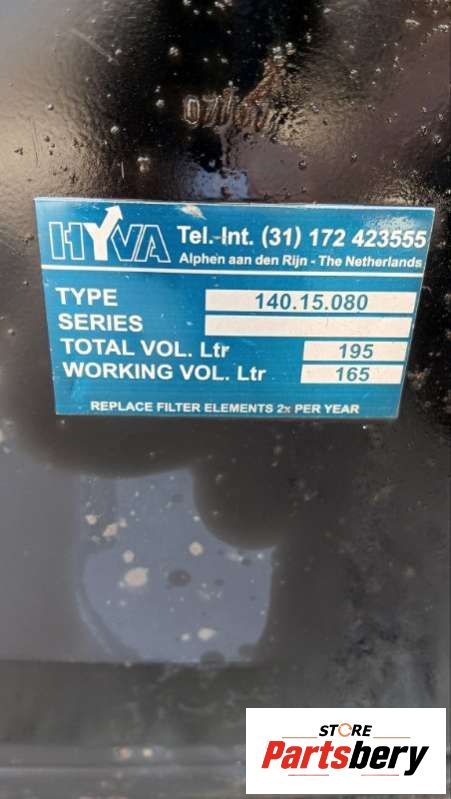 HYVA Tel. Int. (31) 172 423555
Alphen aan den Rijn - The Netherlands
TYPE 140.15.080
SERIES
TOTAL VOL. Ltr 195
WORKING VOL. Ltr 165
REPLACE FILTER ELEMENTS 2x PER YEAR
STORE
Partsbery